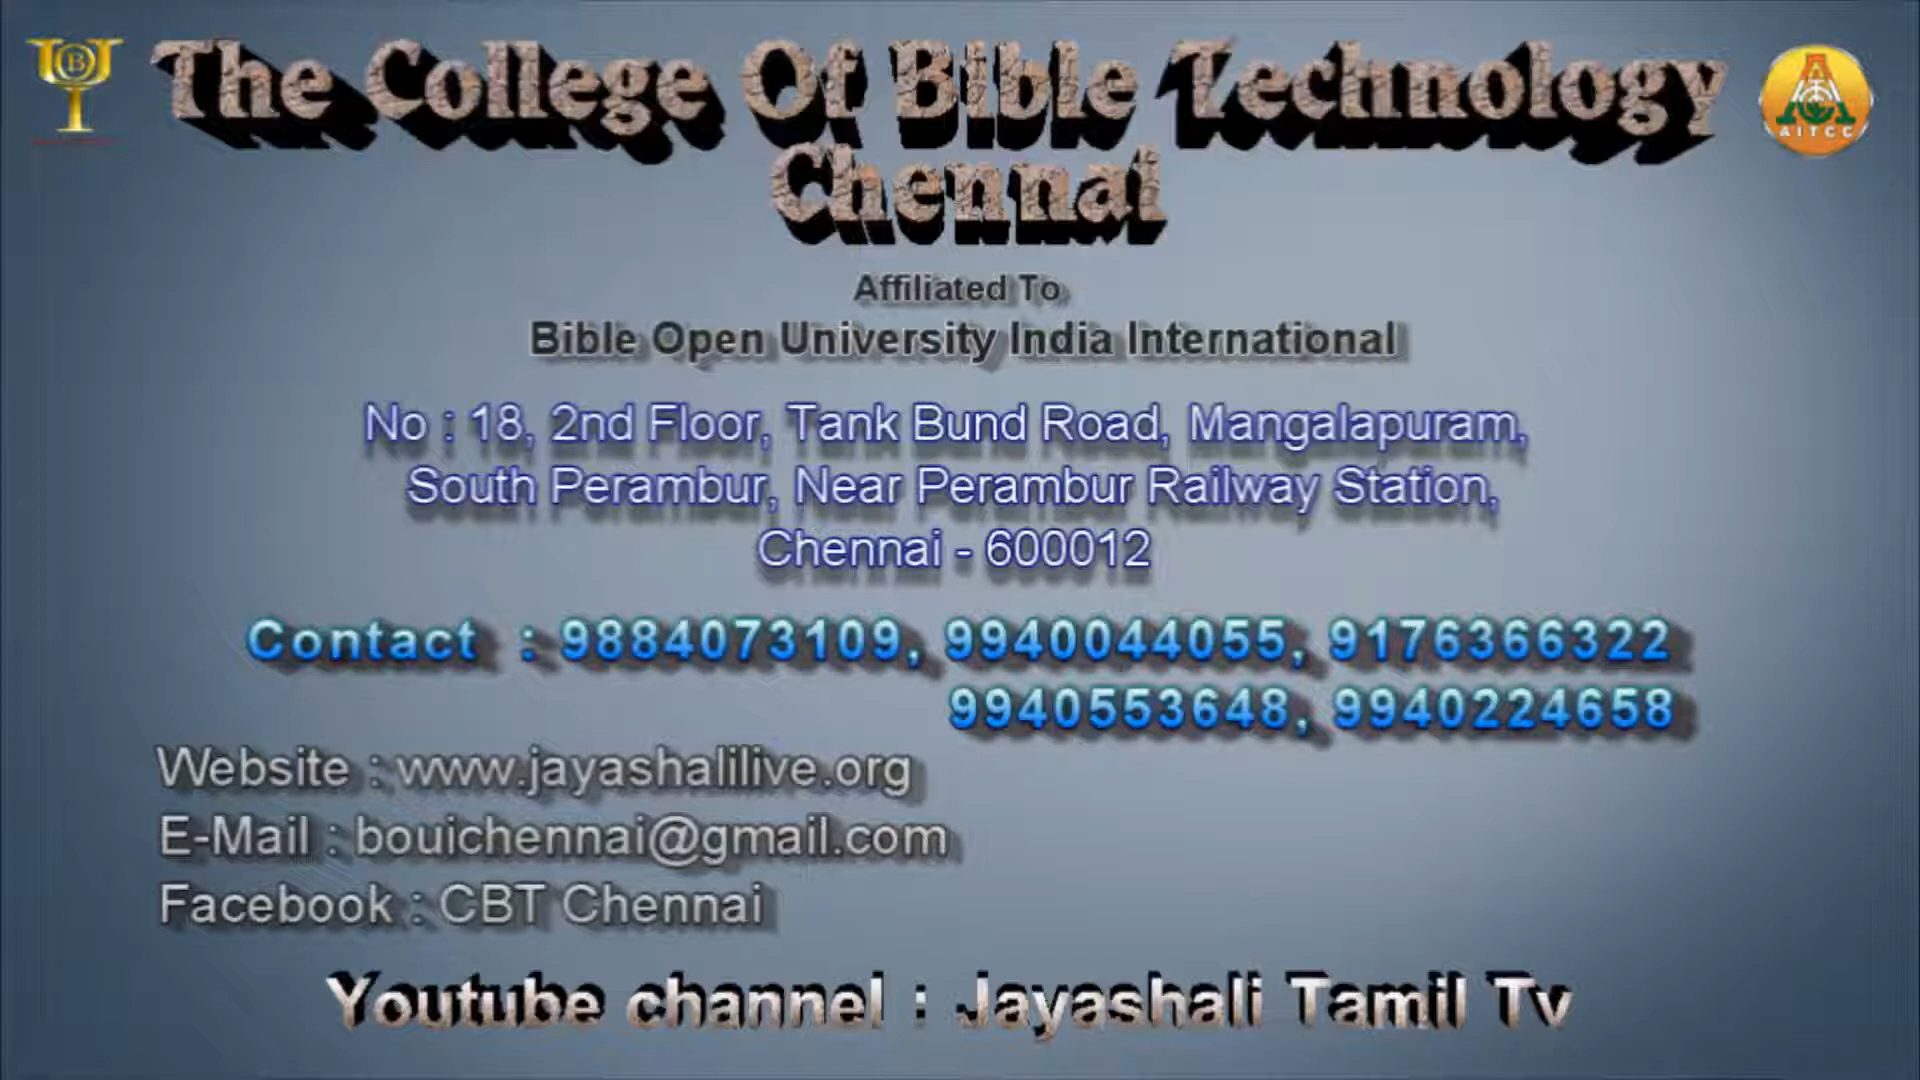 The College Of Bible Technology
Chennai
Affiliated To
Bible Open University India International
No : 18, 2nd Floor, Tank Bund Road, Mangalapuram,
South Perambur, Near Perambur Railway Station,
Chennai - 600012
Contact : 9884073109, 9940044055, 9176366322
9940553648, 9940224658
Website : www.jayashalilive.org
E-Mail : bouichennai@gmail.com
Facebook : CBT Chennai
Youtube channel : Jayashali Tamil Tv
B
AITCC